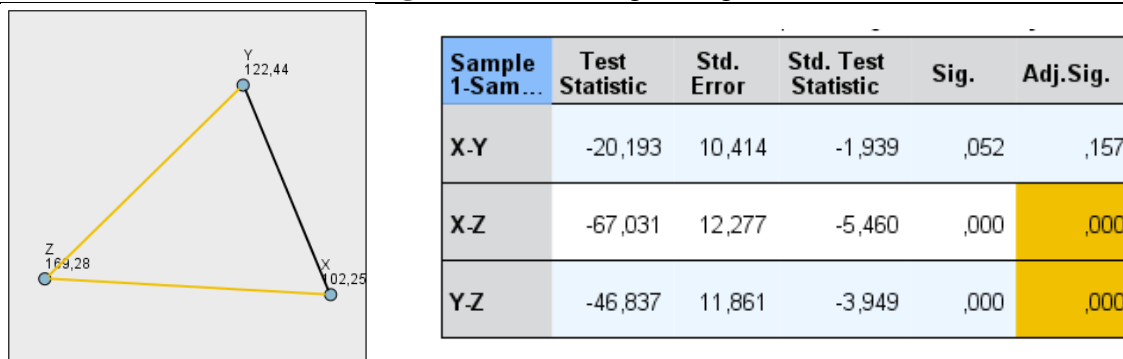 Y
122,44
Z
169,28
X
102,25
Sample 1-Sam... Test Statistic Std. Error Std. Test Statistic Sig. Adj.Sig.
X-Y -20,193 10,414 -1,939 ,052 ,157
X-Z -67,031 12,277 -5,460 ,000 ,000
Y-Z -46,837 11,861 -3,949 ,000 ,000